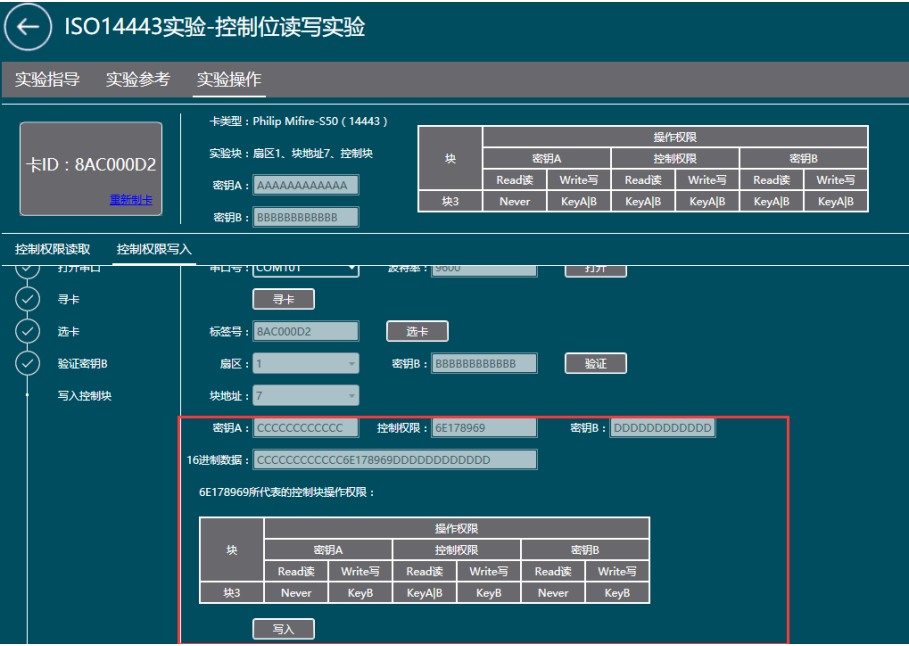 ISO14443实验-控制位读写实验
实验指导 实验参考 实验操作
卡ID：8AC000D2
重新制卡
卡类型：Philip Mifire-S50 ( 14443 )
实验块：扇区1、块地址7、控制块
密钥A： AAAAAAAAAAAA
密钥B： BBBBBBBBBBBB
块 操作权限
密钥A 控制权限 密钥B
Read读 Write写 Read读 Write写 Read读 Write写
块3 Never KeyA|B KeyA|B KeyA|B KeyA|B KeyA|B
控制权限读取 控制权限写入
打开串口 串口号： COM101 波特率： 9600 打开
寻卡 寻卡
选卡 标签号： 8AC000D2 选卡
验证密钥B 扇区： 1 密钥B： BBBBBBBBBBBB 验证
写入控制块 块地址： 7
密钥A： CCCCCCCCCCCC 控制权限： 6E178969 密钥B： DDDDDDDDDDDD
16进制数据： CCCCCCCCCCCC6E178969DDDDDDDDDDDD
6E178969所代表的控制块操作权限：
块 操作权限
密钥A 控制权限 密钥B
Read读 Write写 Read读 Write写 Read读 Write写
块3 Never KeyB KeyA|B KeyB Never KeyB
写入